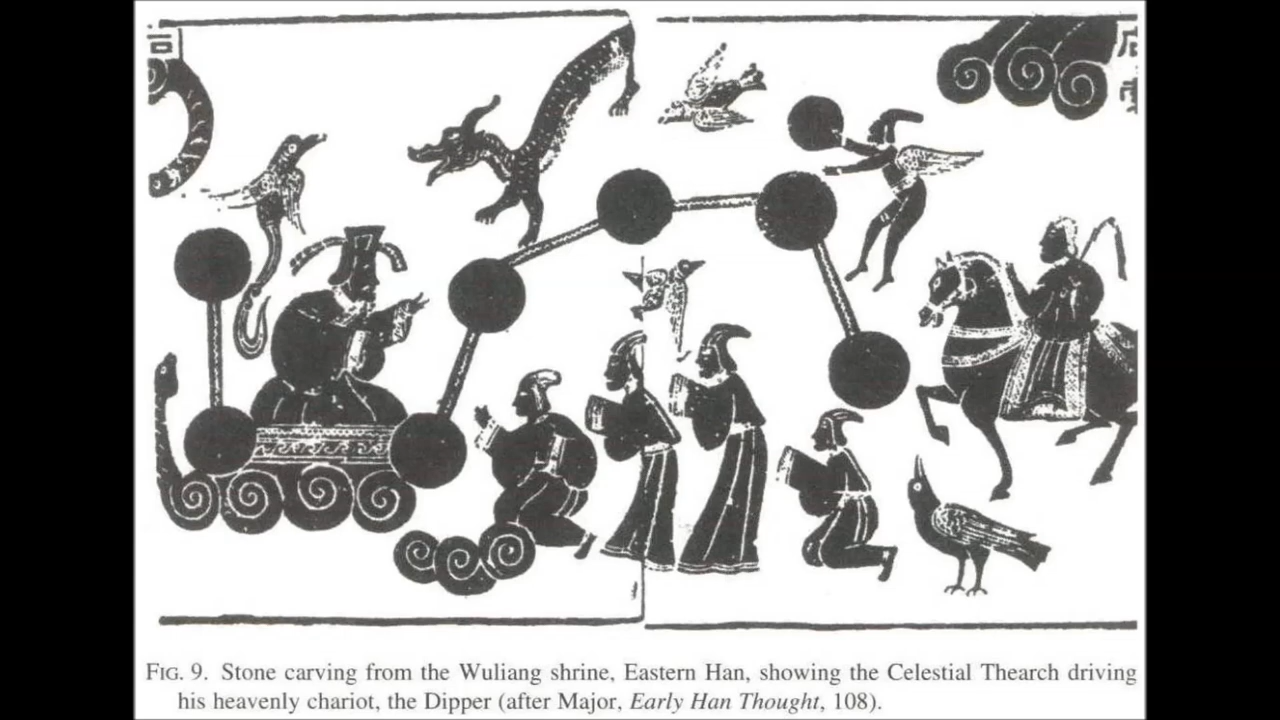 FIG. 9. Stone carving from the Wuliang shrine, Eastern Han, showing the Celestial Thearch driving
his heavenly chariot, the Dipper (after Major, Early Han Thought, 108).